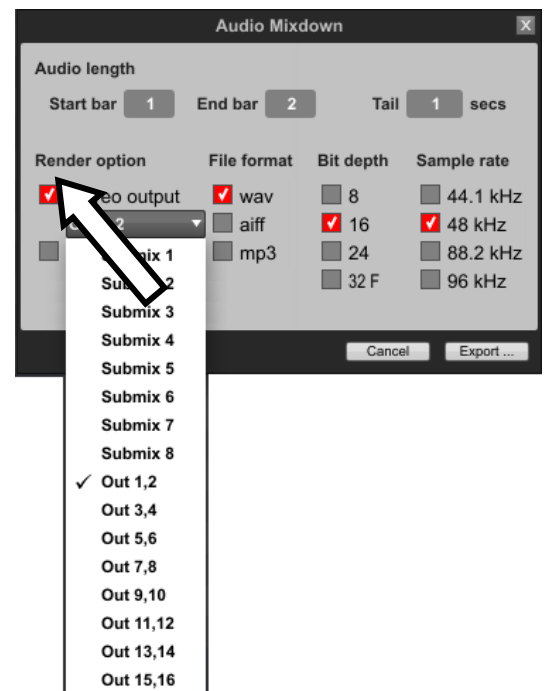 Audio Mixdown
X
Audio length
Start bar 1 End bar 2 Tail 1 secs
Render option File format Bit depth Sample rate
output wav 8 44.1 kHz
2 aiff 16 48 kHz
mp3 24 88.2 kHz
32 F 96 kHz
1
2
Submix 3
Submix 4
Submix 5
Submix 6
Submix 7
Submix 8
✓ Out 1,2
Out 3,4
Out 5,6
Out 7,8
Out 9,10
Out 11,12
Out 13,14
Out 15,16
Cancel Export ...